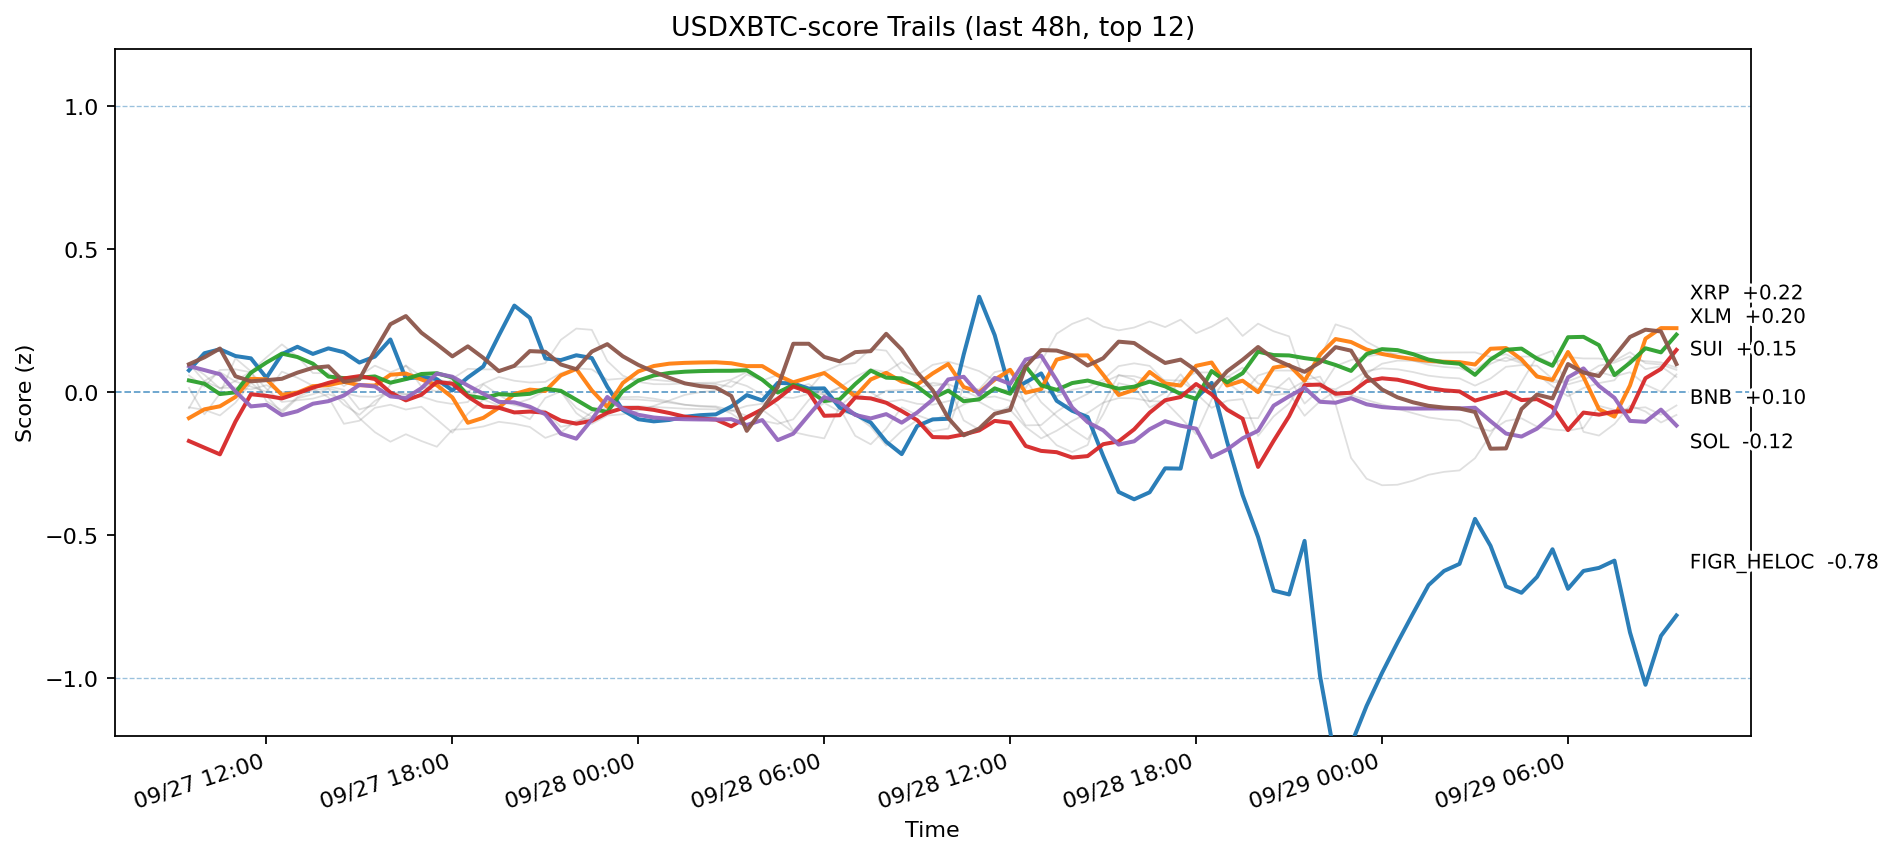 USDXBTC-score Trails (last 48h, top 12)
Score (z)
1.0
0.5
0.0
−0.5
−1.0
XRP  +0.22
XLM  +0.20
SUI  +0.15
BNB  +0.10
SOL  -0.12
FIGR_HELOC  -0.78
09/27 12:00
09/27 18:00
09/28 00:00
09/28 06:00
09/28 12:00
09/28 18:00
09/29 00:00
09/29 06:00
Time